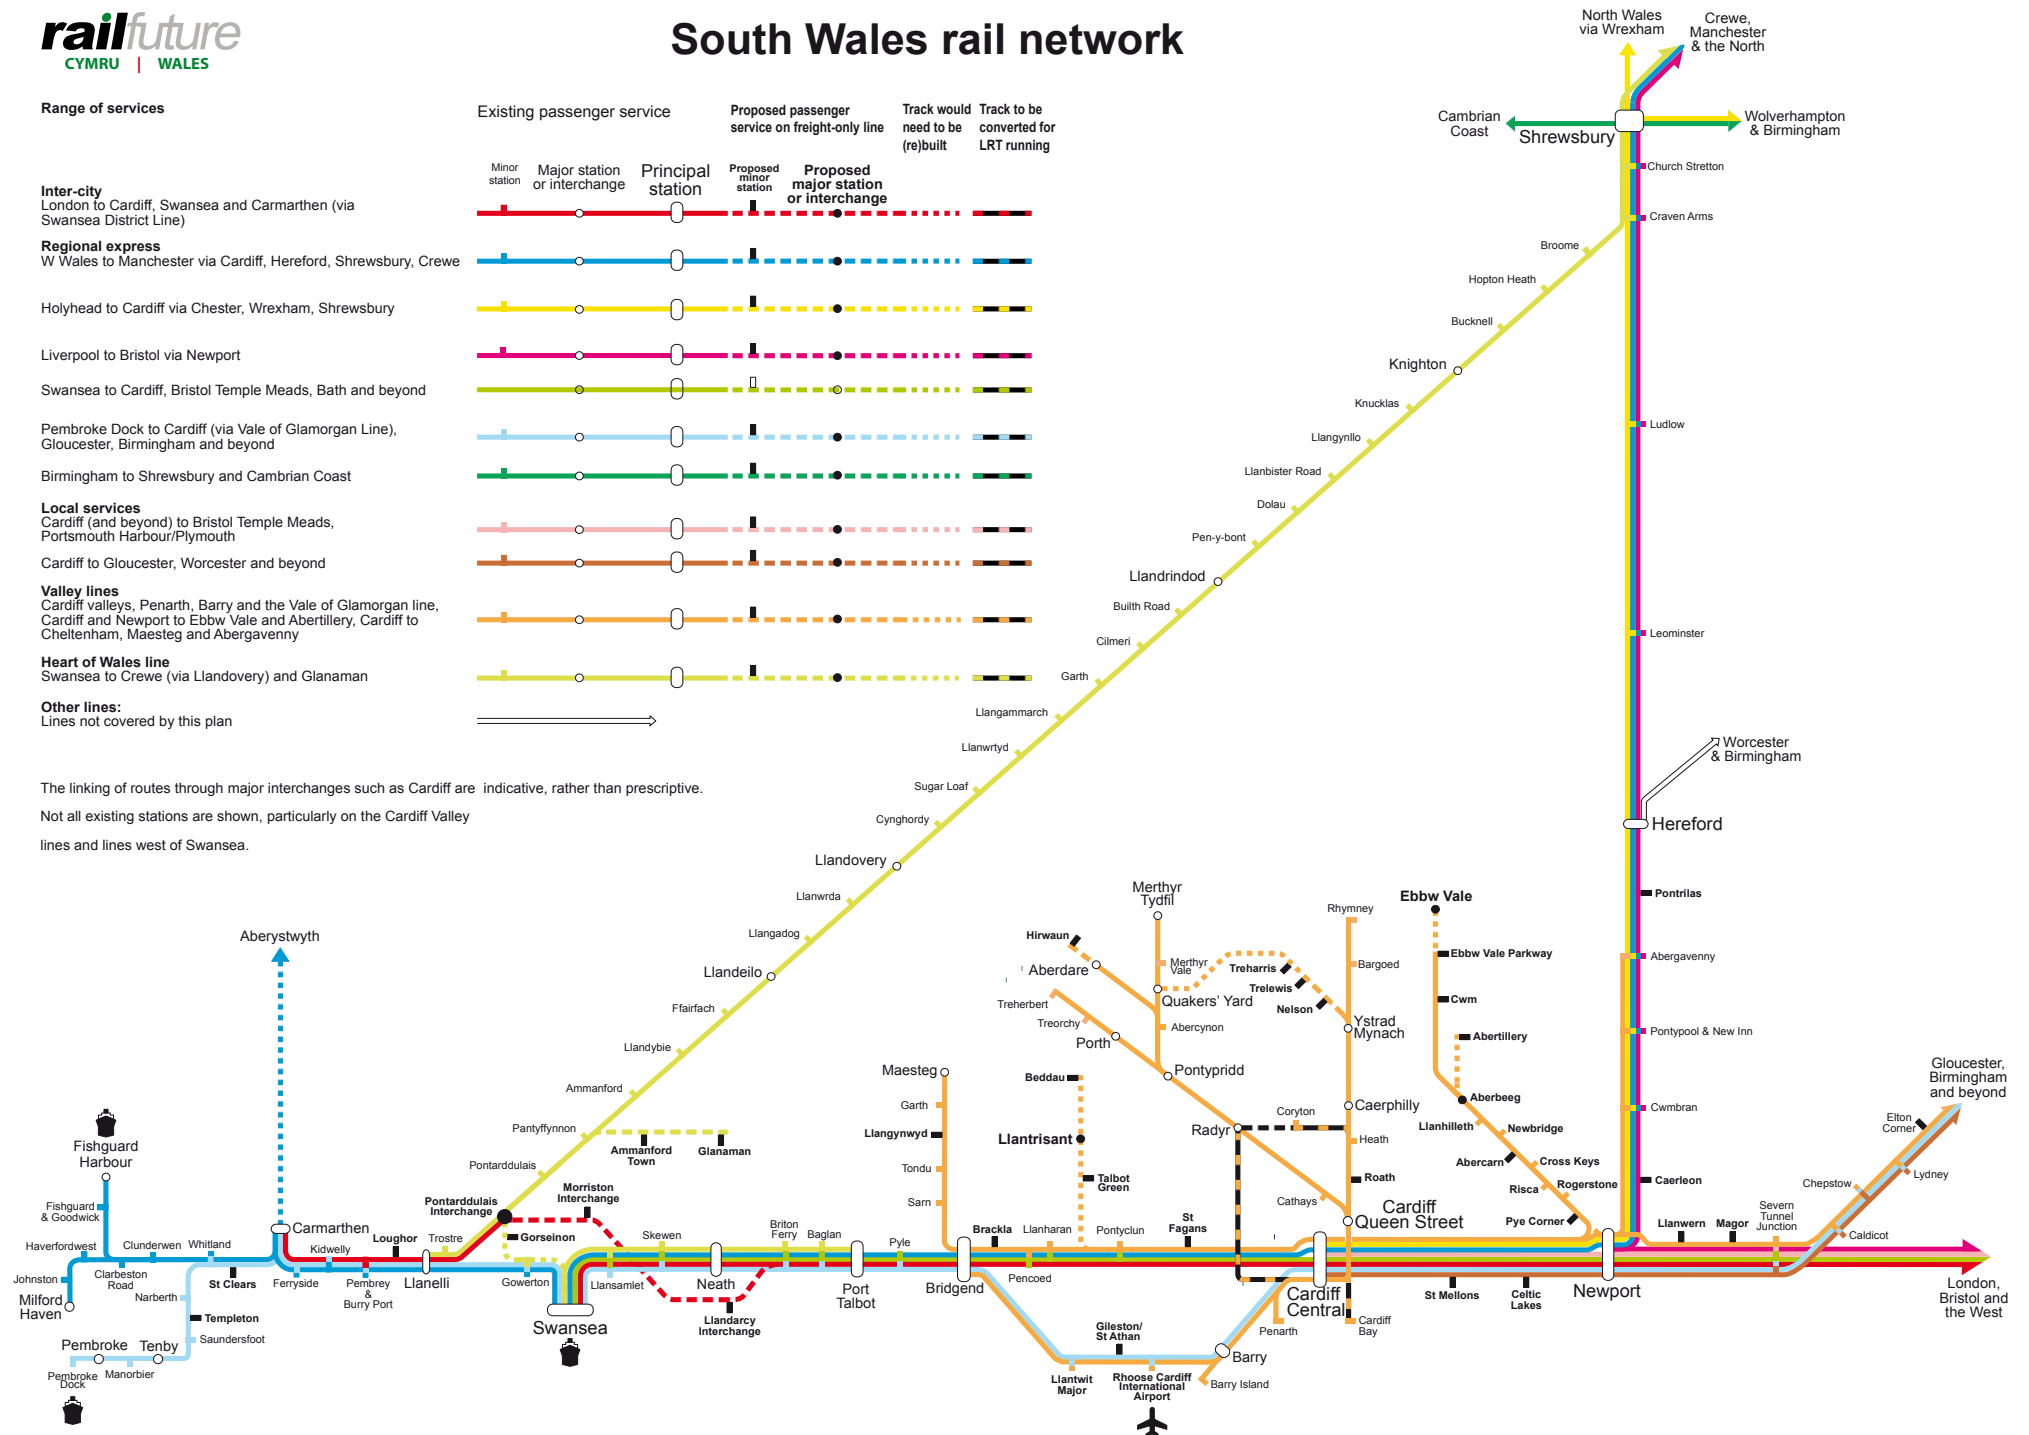 railfuture
CYMRU | WALES
South Wales rail network
Range of services
Existing passenger service
Proposed passenger
service on freight-only line
Track would
need to be
(re)built
Track to be
converted for
LRT running
Minor
station
Major station
or interchange
Principal
station
Proposed
minor
station
Proposed
major station
or interchange
Inter-city
London to Cardiff, Swansea and Carmarthen (via
Swansea District Line)
Regional express
W Wales to Manchester via Cardiff, Hereford, Shrewsbury, Crewe
Holyhead to Cardiff via Chester, Wrexham, Shrewsbury
Liverpool to Bristol via Newport
Swansea to Cardiff, Bristol Temple Meads, Bath and beyond
Pembroke Dock to Cardiff (via Vale of Glamorgan Line),
Gloucester, Birmingham and beyond
Birmingham to Shrewsbury and Cambrian Coast
Local services
Cardiff (and beyond) to Bristol Temple Meads,
Portsmouth Harbour/Plymouth
Cardiff to Gloucester, Worcester and beyond
Valley lines
Cardiff valleys, Penarth, Barry and the Vale of Glamorgan line,
Cardiff and Newport to Ebbw Vale and Abertillery, Cardiff to
Cheltenham, Maesteg and Abergavenny
Heart of Wales line
Swansea to Crewe (via Llandovery) and Glanaman
Other lines:
Lines not covered by this plan
The linking of routes through major interchanges such as Cardiff are indicative, rather than prescriptive.
Not all existing stations are shown, particularly on the Cardiff Valley
lines and lines west of Swansea.
North Wales
via Wrexham
Crewe,
Manchester
& the North
Cambrian
Coast
Shrewsbury
Wolverhampton
& Birmingham
Church Stretton
Craven Arms
Broome
Hopton Heath
Bucknell
Knighton
Knucklas
Llangynllo
Llanbister Road
Dolau
Pen-y-bont
Llandrindod
Builth Road
Cilmeri
Garth
Llangammarch
Llanwrtyd
Sugar Loaf
Cynghordy
Llandovery
Llanwrda
Llangadog
Llandeilo
Ffairfach
Llandybie
Ammanford
Pantyffynnon
Pontarddulais
Ludlow
Leominster
Worcester
& Birmingham
Hereford
Pontrilas
Abergavenny
Pontypool & New Inn
Cwmbran
Caerleon
Aberystwyth
Fishguard
Harbour
Fishguard
& Goodwick
Haverfordwest
Johnston
Milford
Haven
Clunderwen
Clarbeston
Road
Whitland
St Clears
Narberth
Templeton
Saundersfoot
Pembroke
Tenby
Pembroke
Dock
Manorbier
Carmarthen
Ferryside
Kidwelly
Pembrey
&
Burry Port
Loughor
Llanelli
Trostre
Pontarddulais
Interchange
Gorseinon
Gowerton
Ammanford
Town
Glanaman
Morriston
Interchange
Swansea
Llansamlet
Skewen
Llandarcy
Interchange
Neath
Briton
Ferry
Baglan
Port
Talbot
Pyle
Maesteg
Garth
Llangynwyd
Tondu
Sarn
Bridgend
Brackla
Pencoed
Llanharan
Pontyclun
Beddau
Llantrisant
Talbot
Green
St
Fagans
Llantwit
Major
Gileston/
St Athan
Rhoose Cardiff
International
Airport
Barry
Barry Island
Penarth
Cardiff
Central
Cardiff
Bay
Cardiff
Queen Street
Cathays
Roath
Heath
Coryton
Radyr
Caerphilly
Ystrad
Mynach
Bargoed
Rhymney
Merthyr
Tydfil
Merthyr
Vale
Quakers' Yard
Abercynon
Pontypridd
Hirwaun
Aberdare
Treherbert
Treorchy
Porth
Treharris
Trelewis
Nelson
Ebbw Vale
Ebbw Vale Parkway
Cwm
Abertillery
Aberbeeg
Llanhilleth
Newbridge
Abercarn
Cross Keys
Risca
Rogerstone
Pye Corner
St Mellons
Celtic
Lakes
Newport
Llanwern
Magor
Severn
Tunnel
Junction
Caldicot
Chepstow
Lydney
Elton
Corner
Gloucester,
Birmingham
and beyond
London,
Bristol and
the West